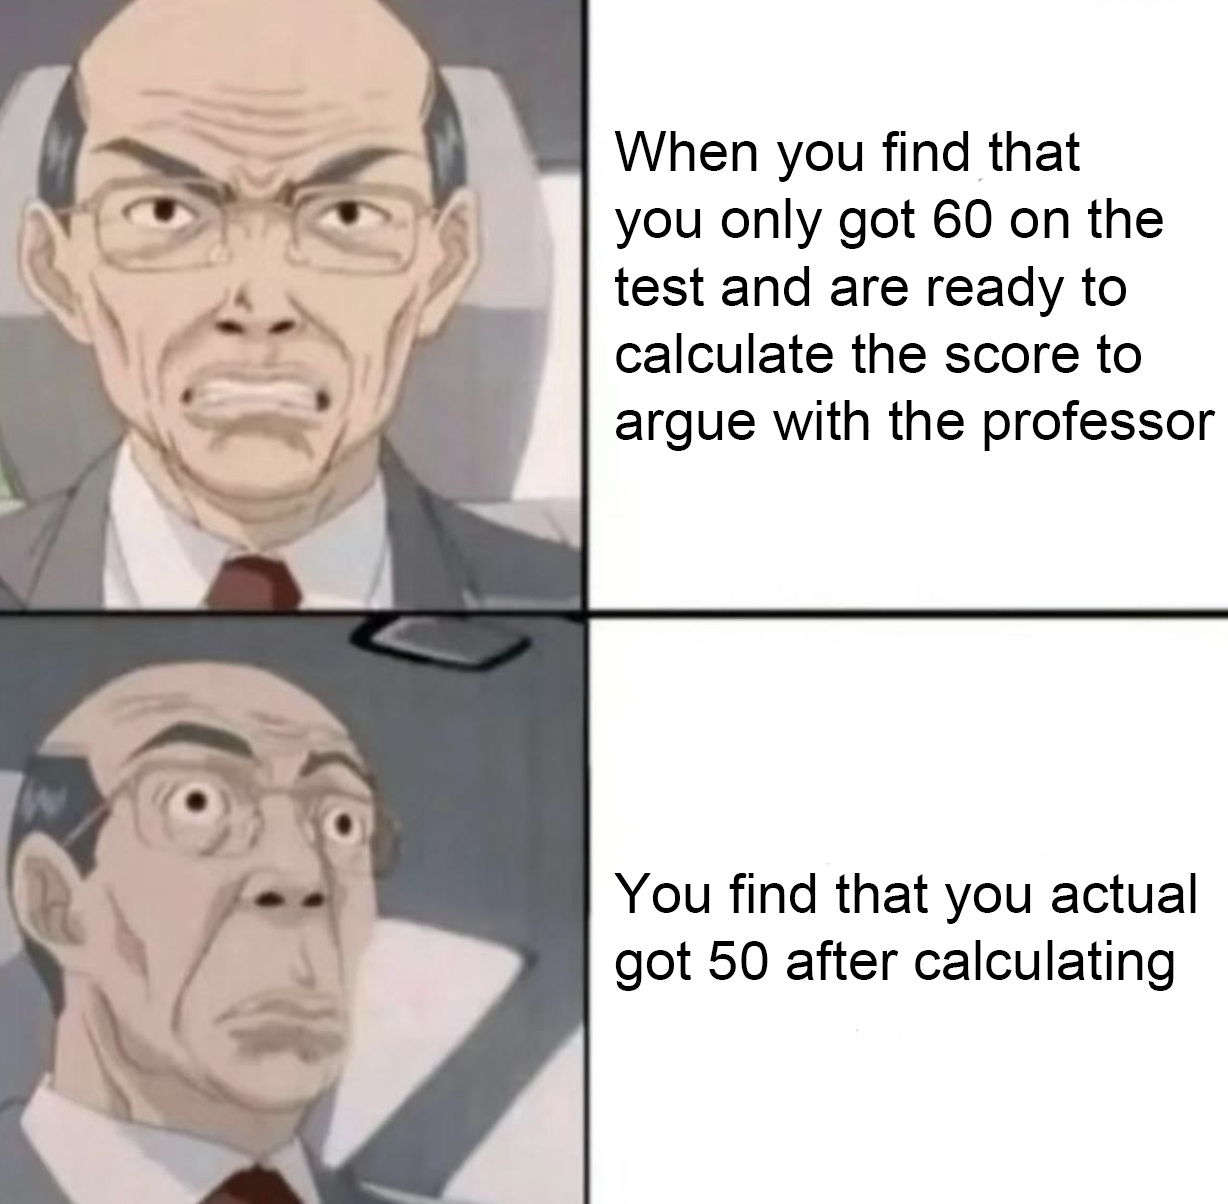 When you find that
you only got 60 on the
test and are ready to
calculate the score to
argue with the professor
You find that you actual
got 50 after calculating